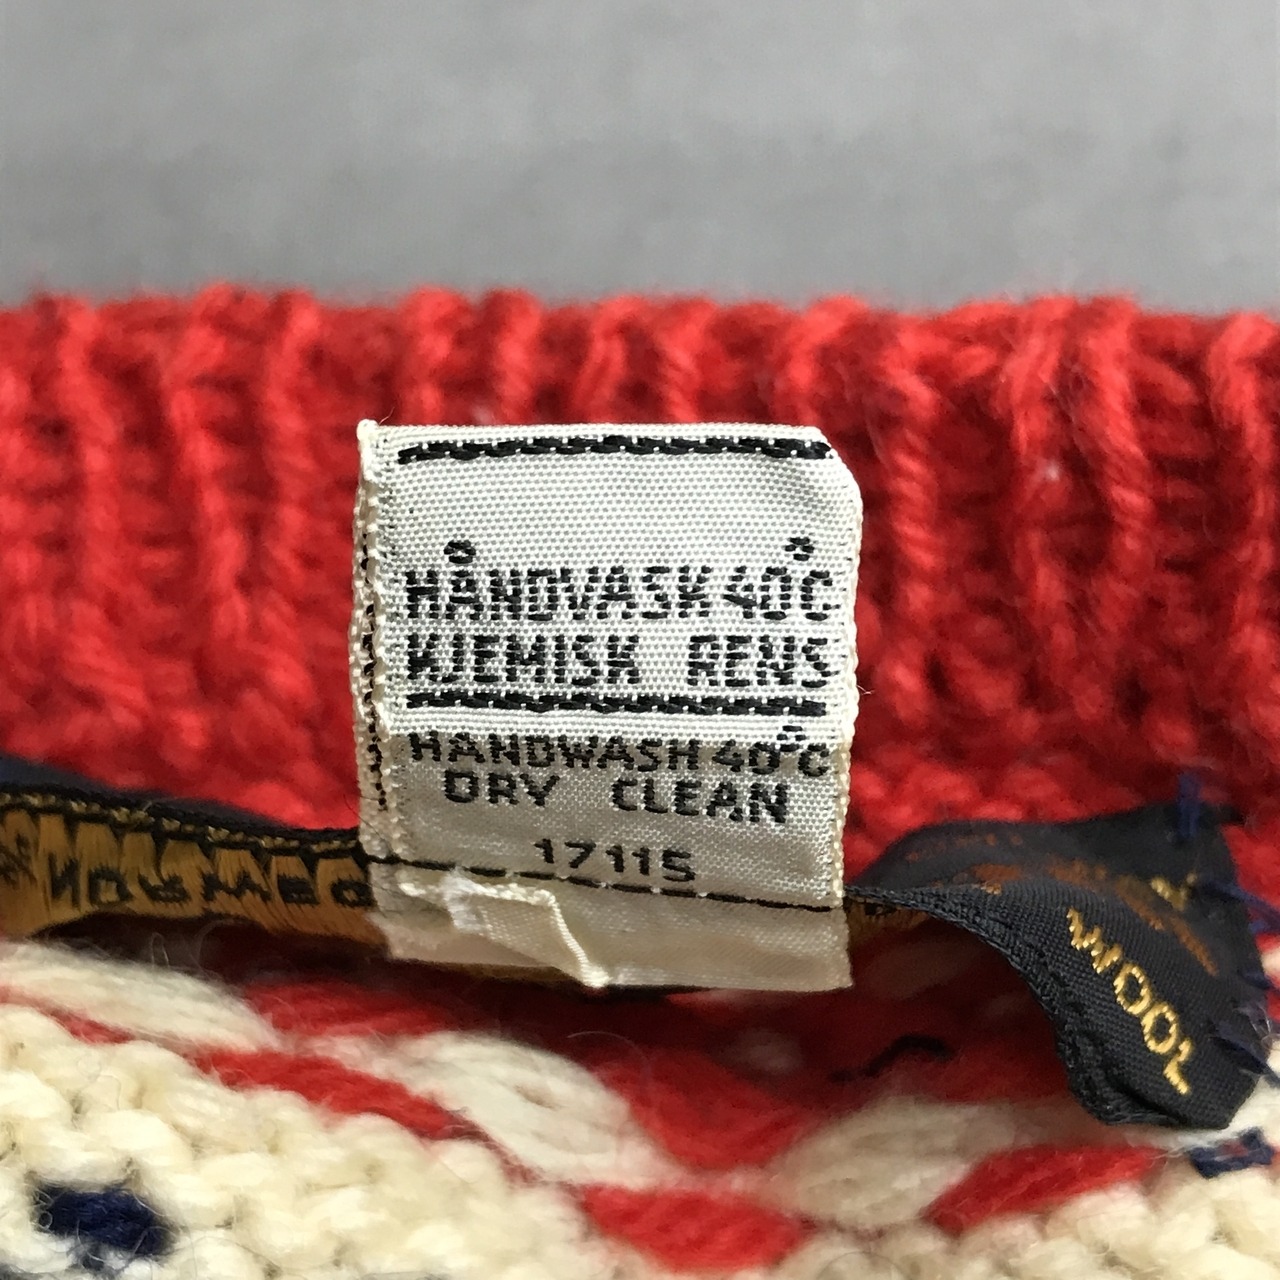 HÅNDVASK 40°C
KJEMISK RENS
HANDWASH 40°C
DRY CLEAN
17115
WOOL